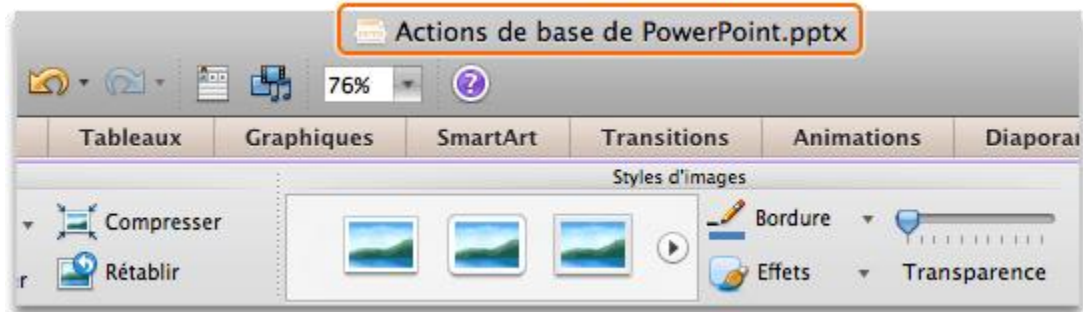 Actions de base de PowerPoint.pptx
76%
Tableaux Graphiques SmartArt Transitions Animations Diaporar
Styles d'images
Compresser Bordure
Rétablir Effets Transparence